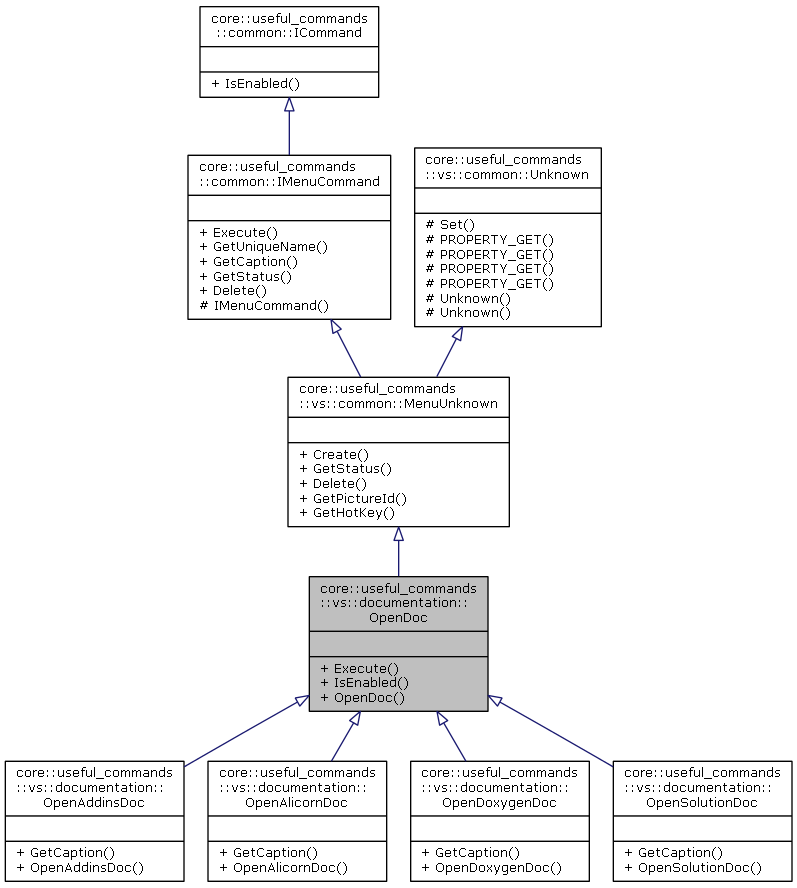 core::useful_commands
::common::ICommand
+ IsEnabled()
core::useful_commands
::common::IMenuCommand
+ Execute()
+ GetUniqueName()
+ GetCaption()
+ GetStatus()
+ Delete()
# IMenuCommand()
core::useful_commands
::vs::common::Unknown
# Set()
# PROPERTY_GET()
# PROPERTY_GET()
# PROPERTY_GET()
# PROPERTY_GET()
# Unknown()
# Unknown()
core::useful_commands
::vs::common::MenuUnknown
+ Create()
+ GetStatus()
+ Delete()
+ GetPictureId()
+ GetHotKey()
core::useful_commands
::vs::documentation::
OpenDoc
+ Execute()
+ IsEnabled()
+ OpenDoc()
core::useful_commands
::vs::documentation::
OpenAddinsDoc
+ GetCaption()
+ OpenAddinsDoc()
core::useful_commands
::vs::documentation::
OpenAlicornDoc
+ GetCaption()
+ OpenAlicornDoc()
core::useful_commands
::vs::documentation::
OpenDoxygenDoc
+ GetCaption()
+ OpenDoxygenDoc()
core::useful_commands
::vs::documentation::
OpenSolutionDoc
+ GetCaption()
+ OpenSolutionDoc()